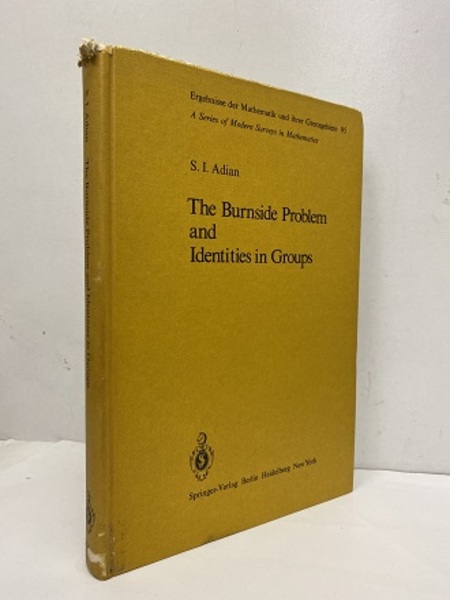 Ergebnisse der Mathematik und ihrer Grenzgebiete 95
A Series of Modern Surveys in Mathematics
S. I. Adian
The Burnside Problem
and
Identities in Groups
Springer-Verlag Berlin Heidelberg New York
S. I. Adian The Burnside Problem and Identities in Groups